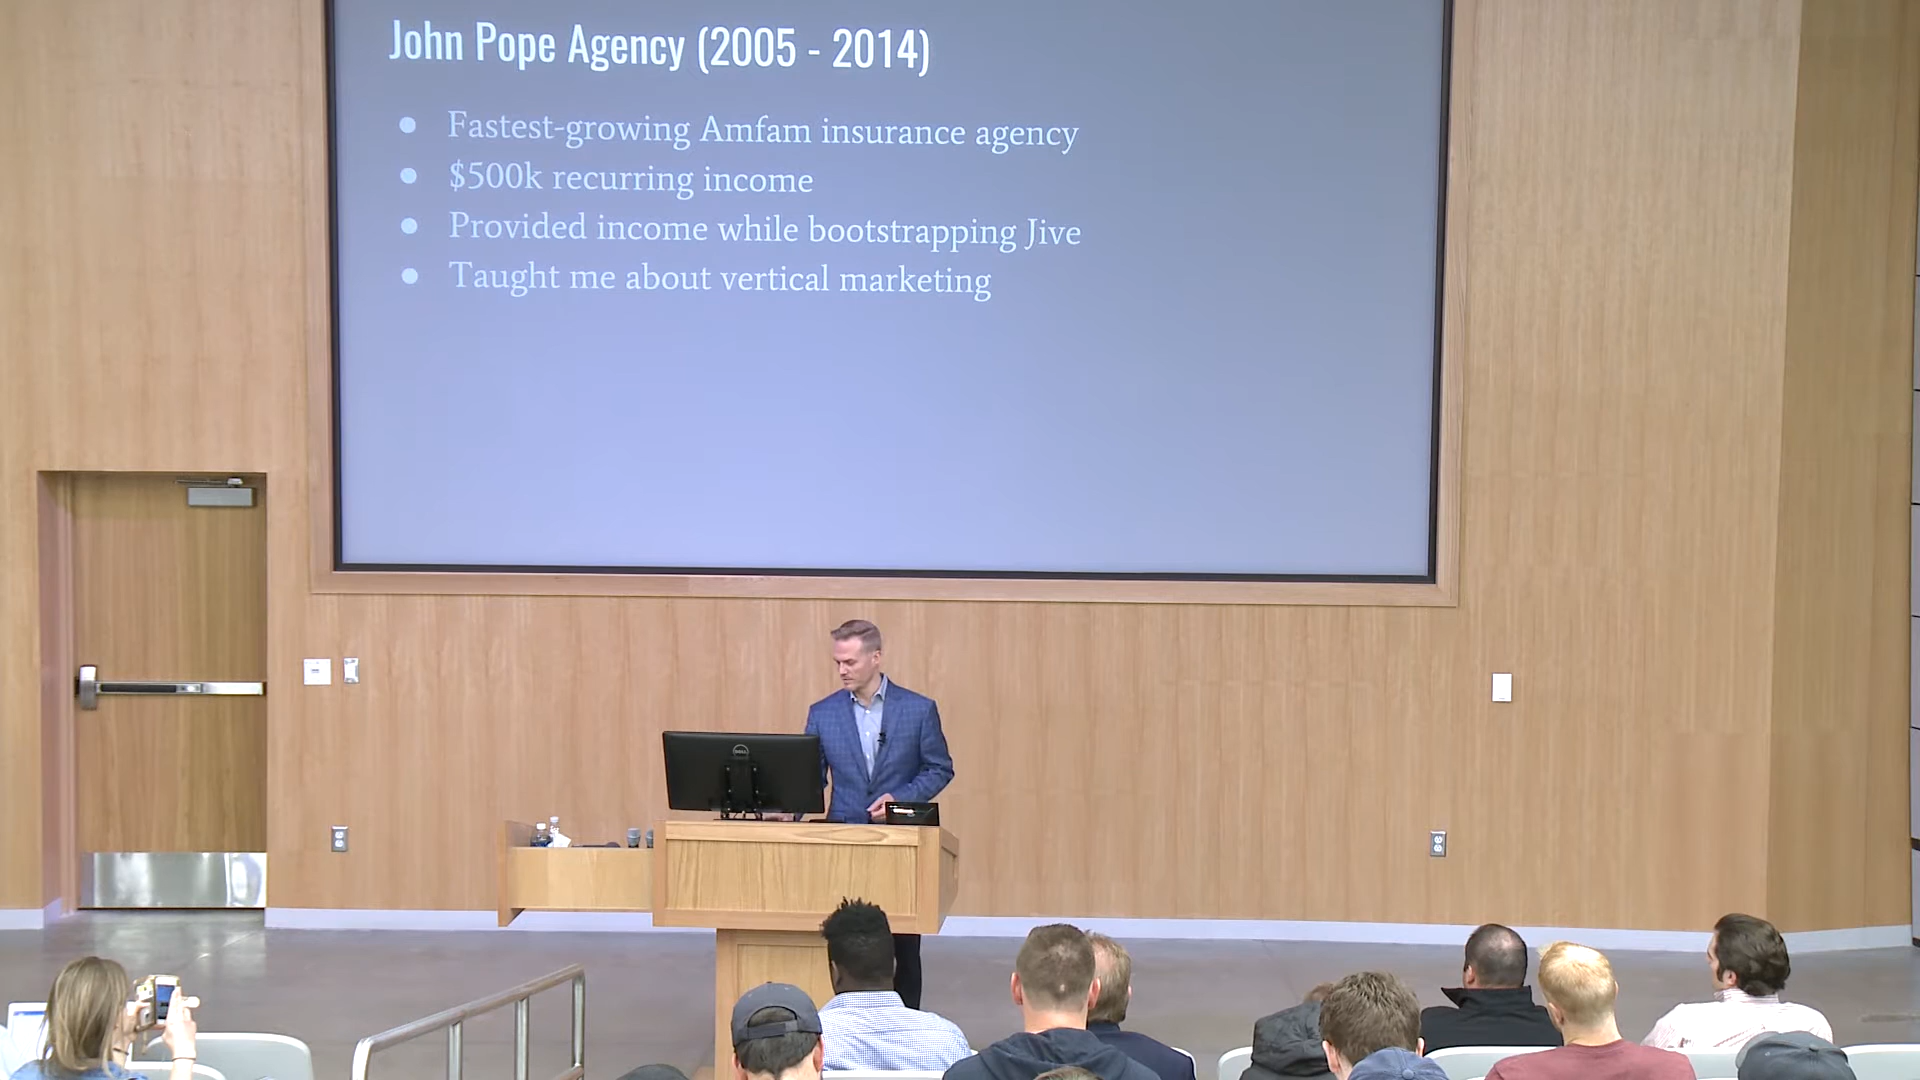 John Pope Agency (2005 - 2014)
● Fastest-growing Amfam insurance agency
● $500k recurring income
● Provided income while bootstrapping Jive
● Taught me about vertical marketing
DELL